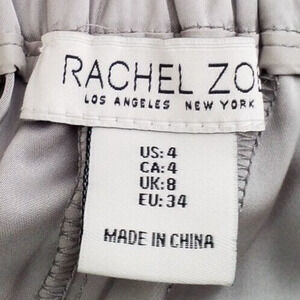 RACHEL ZO
LOS ANGELES NEW YORK
US: 4
CA: 4
UK: 8
EU: 34
MADE IN CHINA